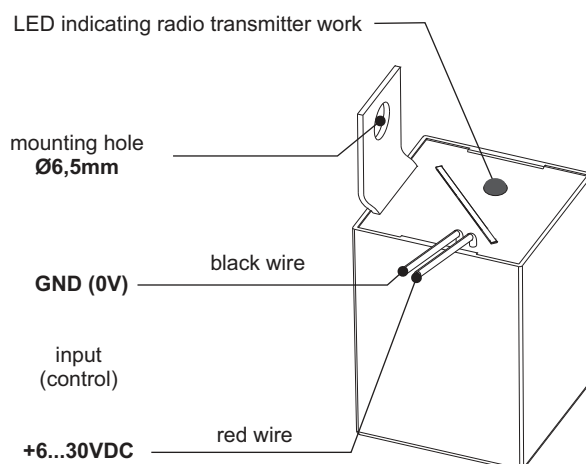 LED indicating radio transmitter work
mounting hole
Ø6,5mm
black wire
GND (0V)
input
(control)
red wire
+6...30VDC